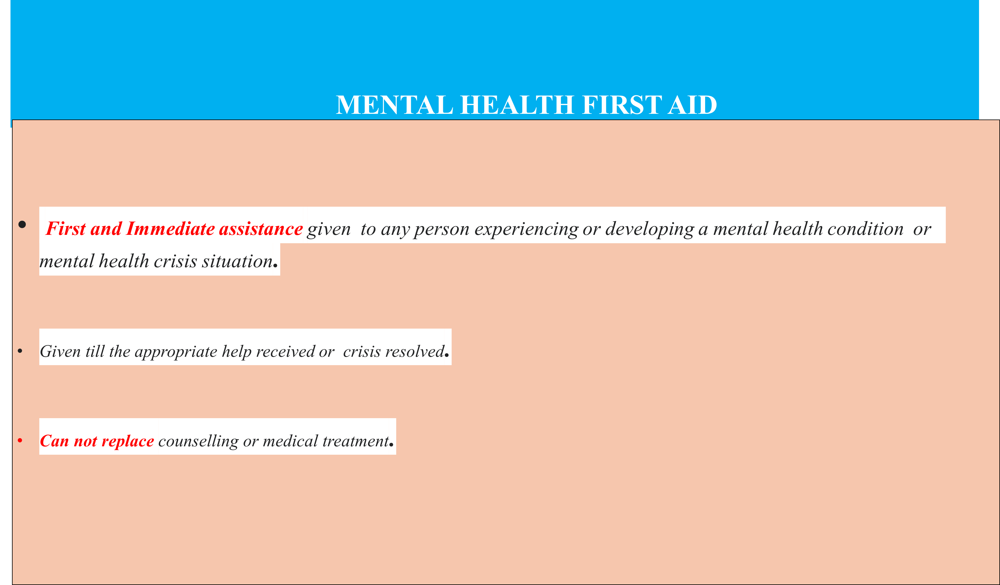 MENTAL HEALTH FIRST AID
• First and Immediate assistance given to any person experiencing or developing a mental health condition or
mental health crisis situation.
• Given till the appropriate help received or crisis resolved.
• Can not replace counselling or medical treatment.